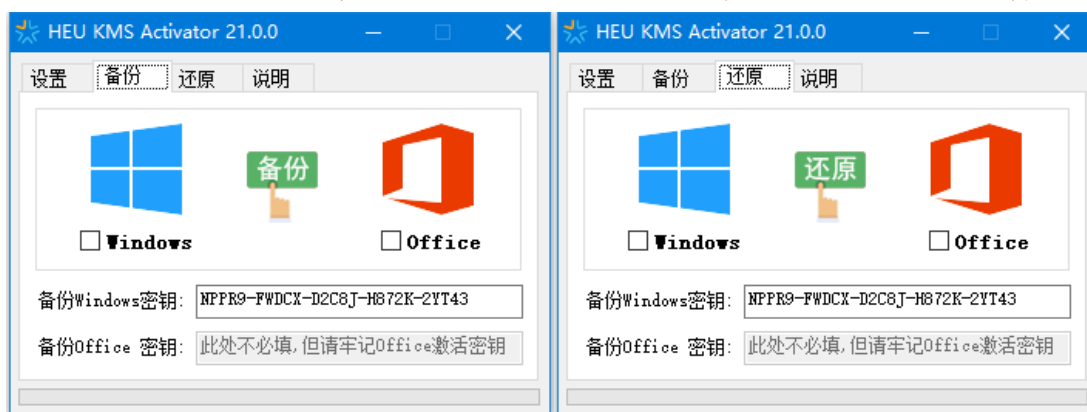 HEU KMS Activator 21.0.0
设置 备份 还原 说明
备份
Windows Office
备份Windows密钥: NPPR9-FWDCX-D2C8J-H872K-2YT43
备份Office 密钥: 此处不必填,但请牢记Office激活密钥
HEU KMS Activator 21.0.0
设置 备份 还原 说明
还原
Windows Office
备份Windows密钥: NPPR9-FWDCX-D2C8J-H872K-2YT43
备份Office 密钥: 此处不必填,但请牢记Office激活密钥